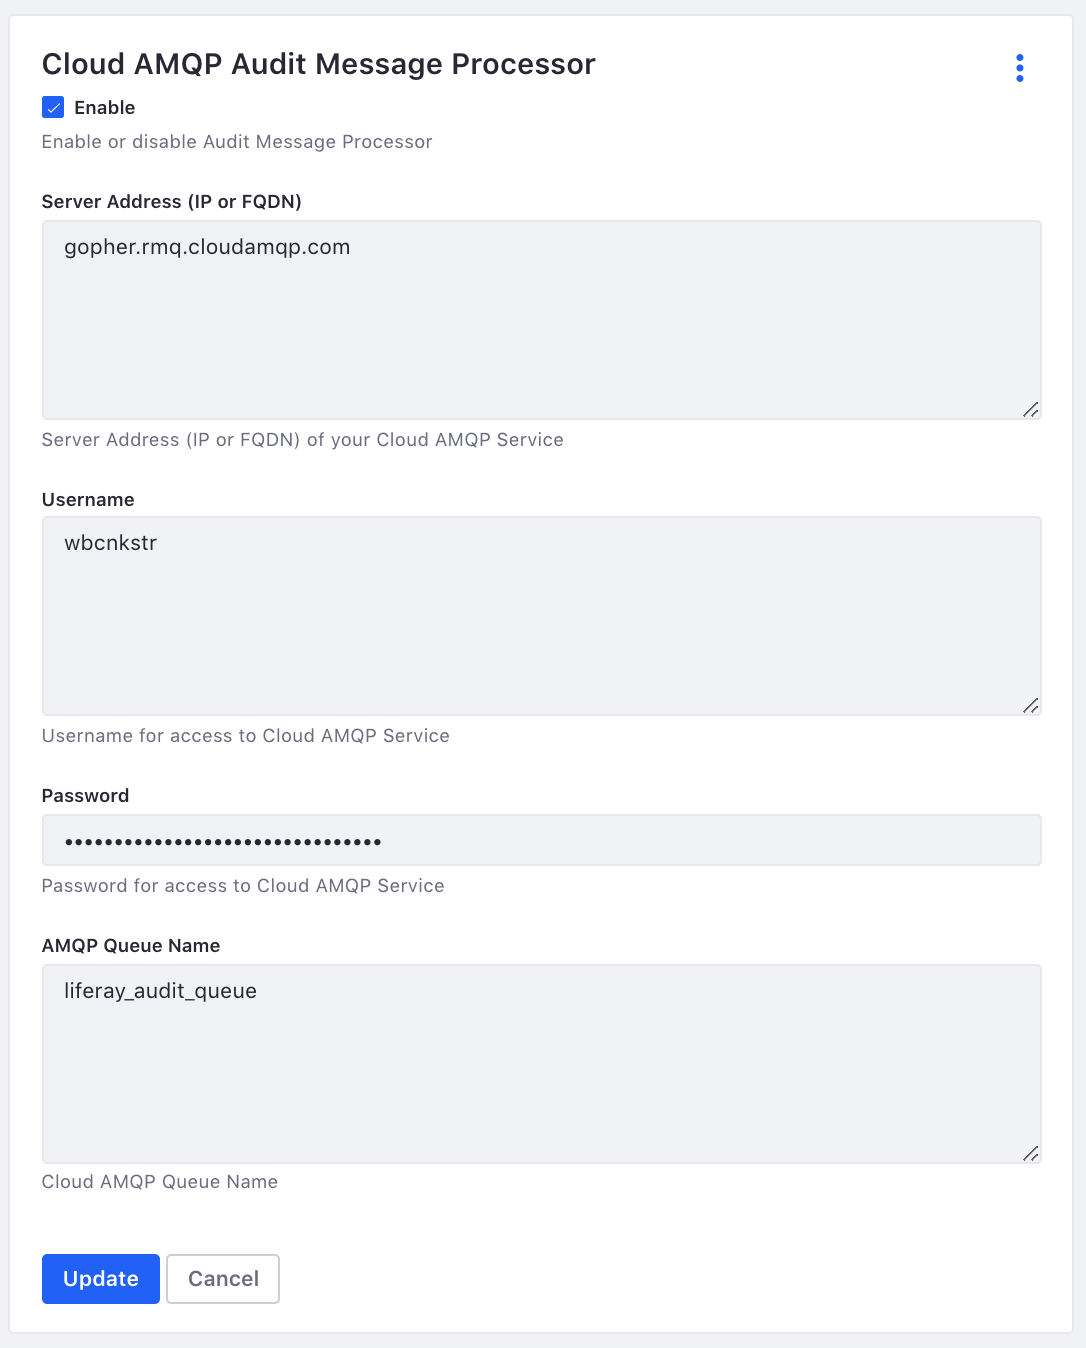 Cloud AMQP Audit Message Processor
Enable
Enable or disable Audit Message Processor
Server Address (IP or FQDN)
gopher.rmq.cloudamqp.com
Server Address (IP or FQDN) of your Cloud AMQP Service
Username
wbcnkstr
Username for access to Cloud AMQP Service
Password
••••••••••••••••••••••••••••••••
Password for access to Cloud AMQP Service
AMQP Queue Name
liferay_audit_queue
Cloud AMQP Queue Name
Update Cancel